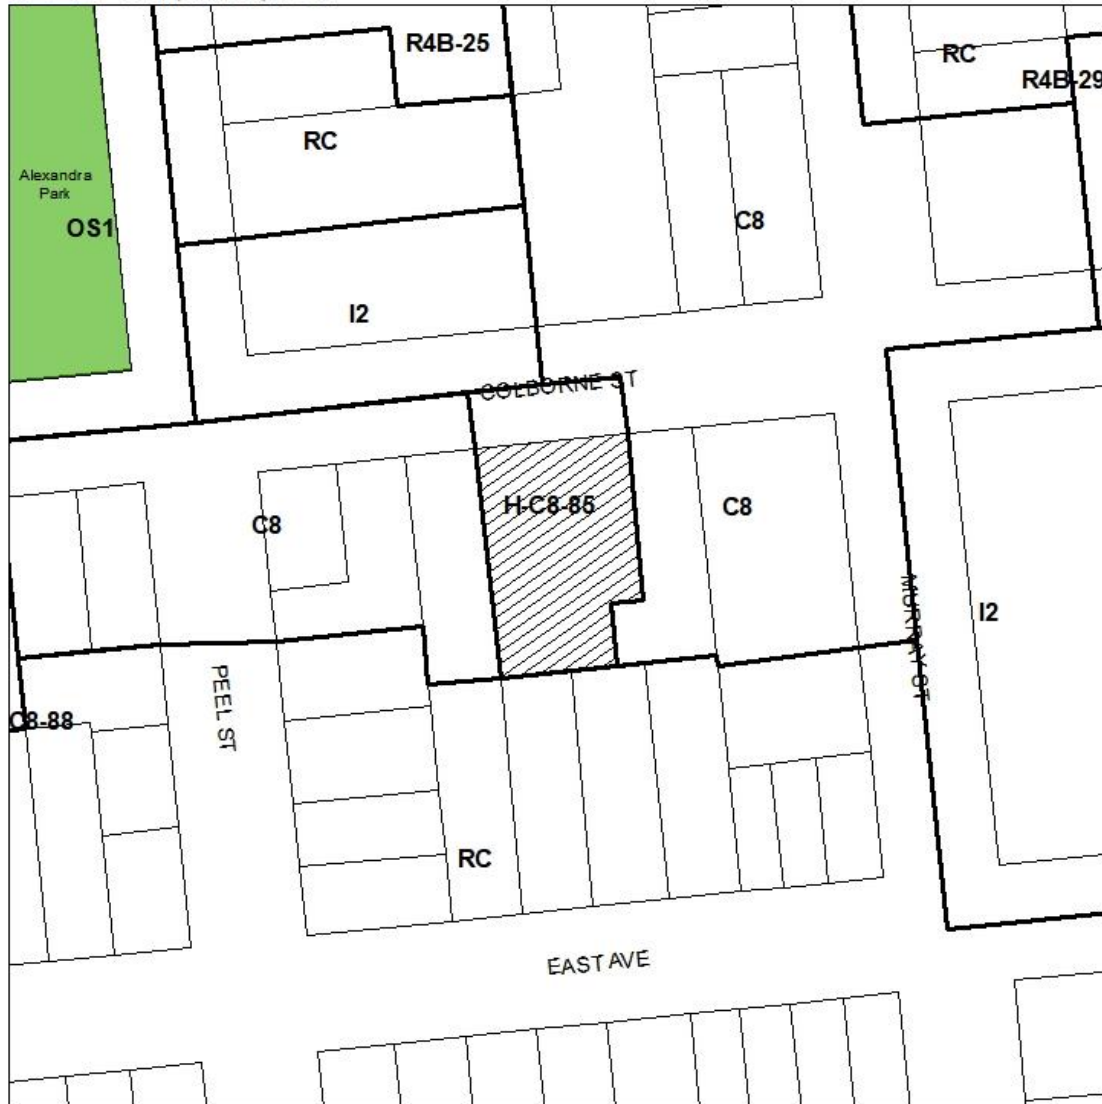 R4B-25
RC
R4B-29
RC
Alexandra
Park
OS1
C8
I2
COLBORNE ST
H-C8-85
C8
C8
MURRAY ST
I2
PEEL ST
C8-88
RC
EAST AVE